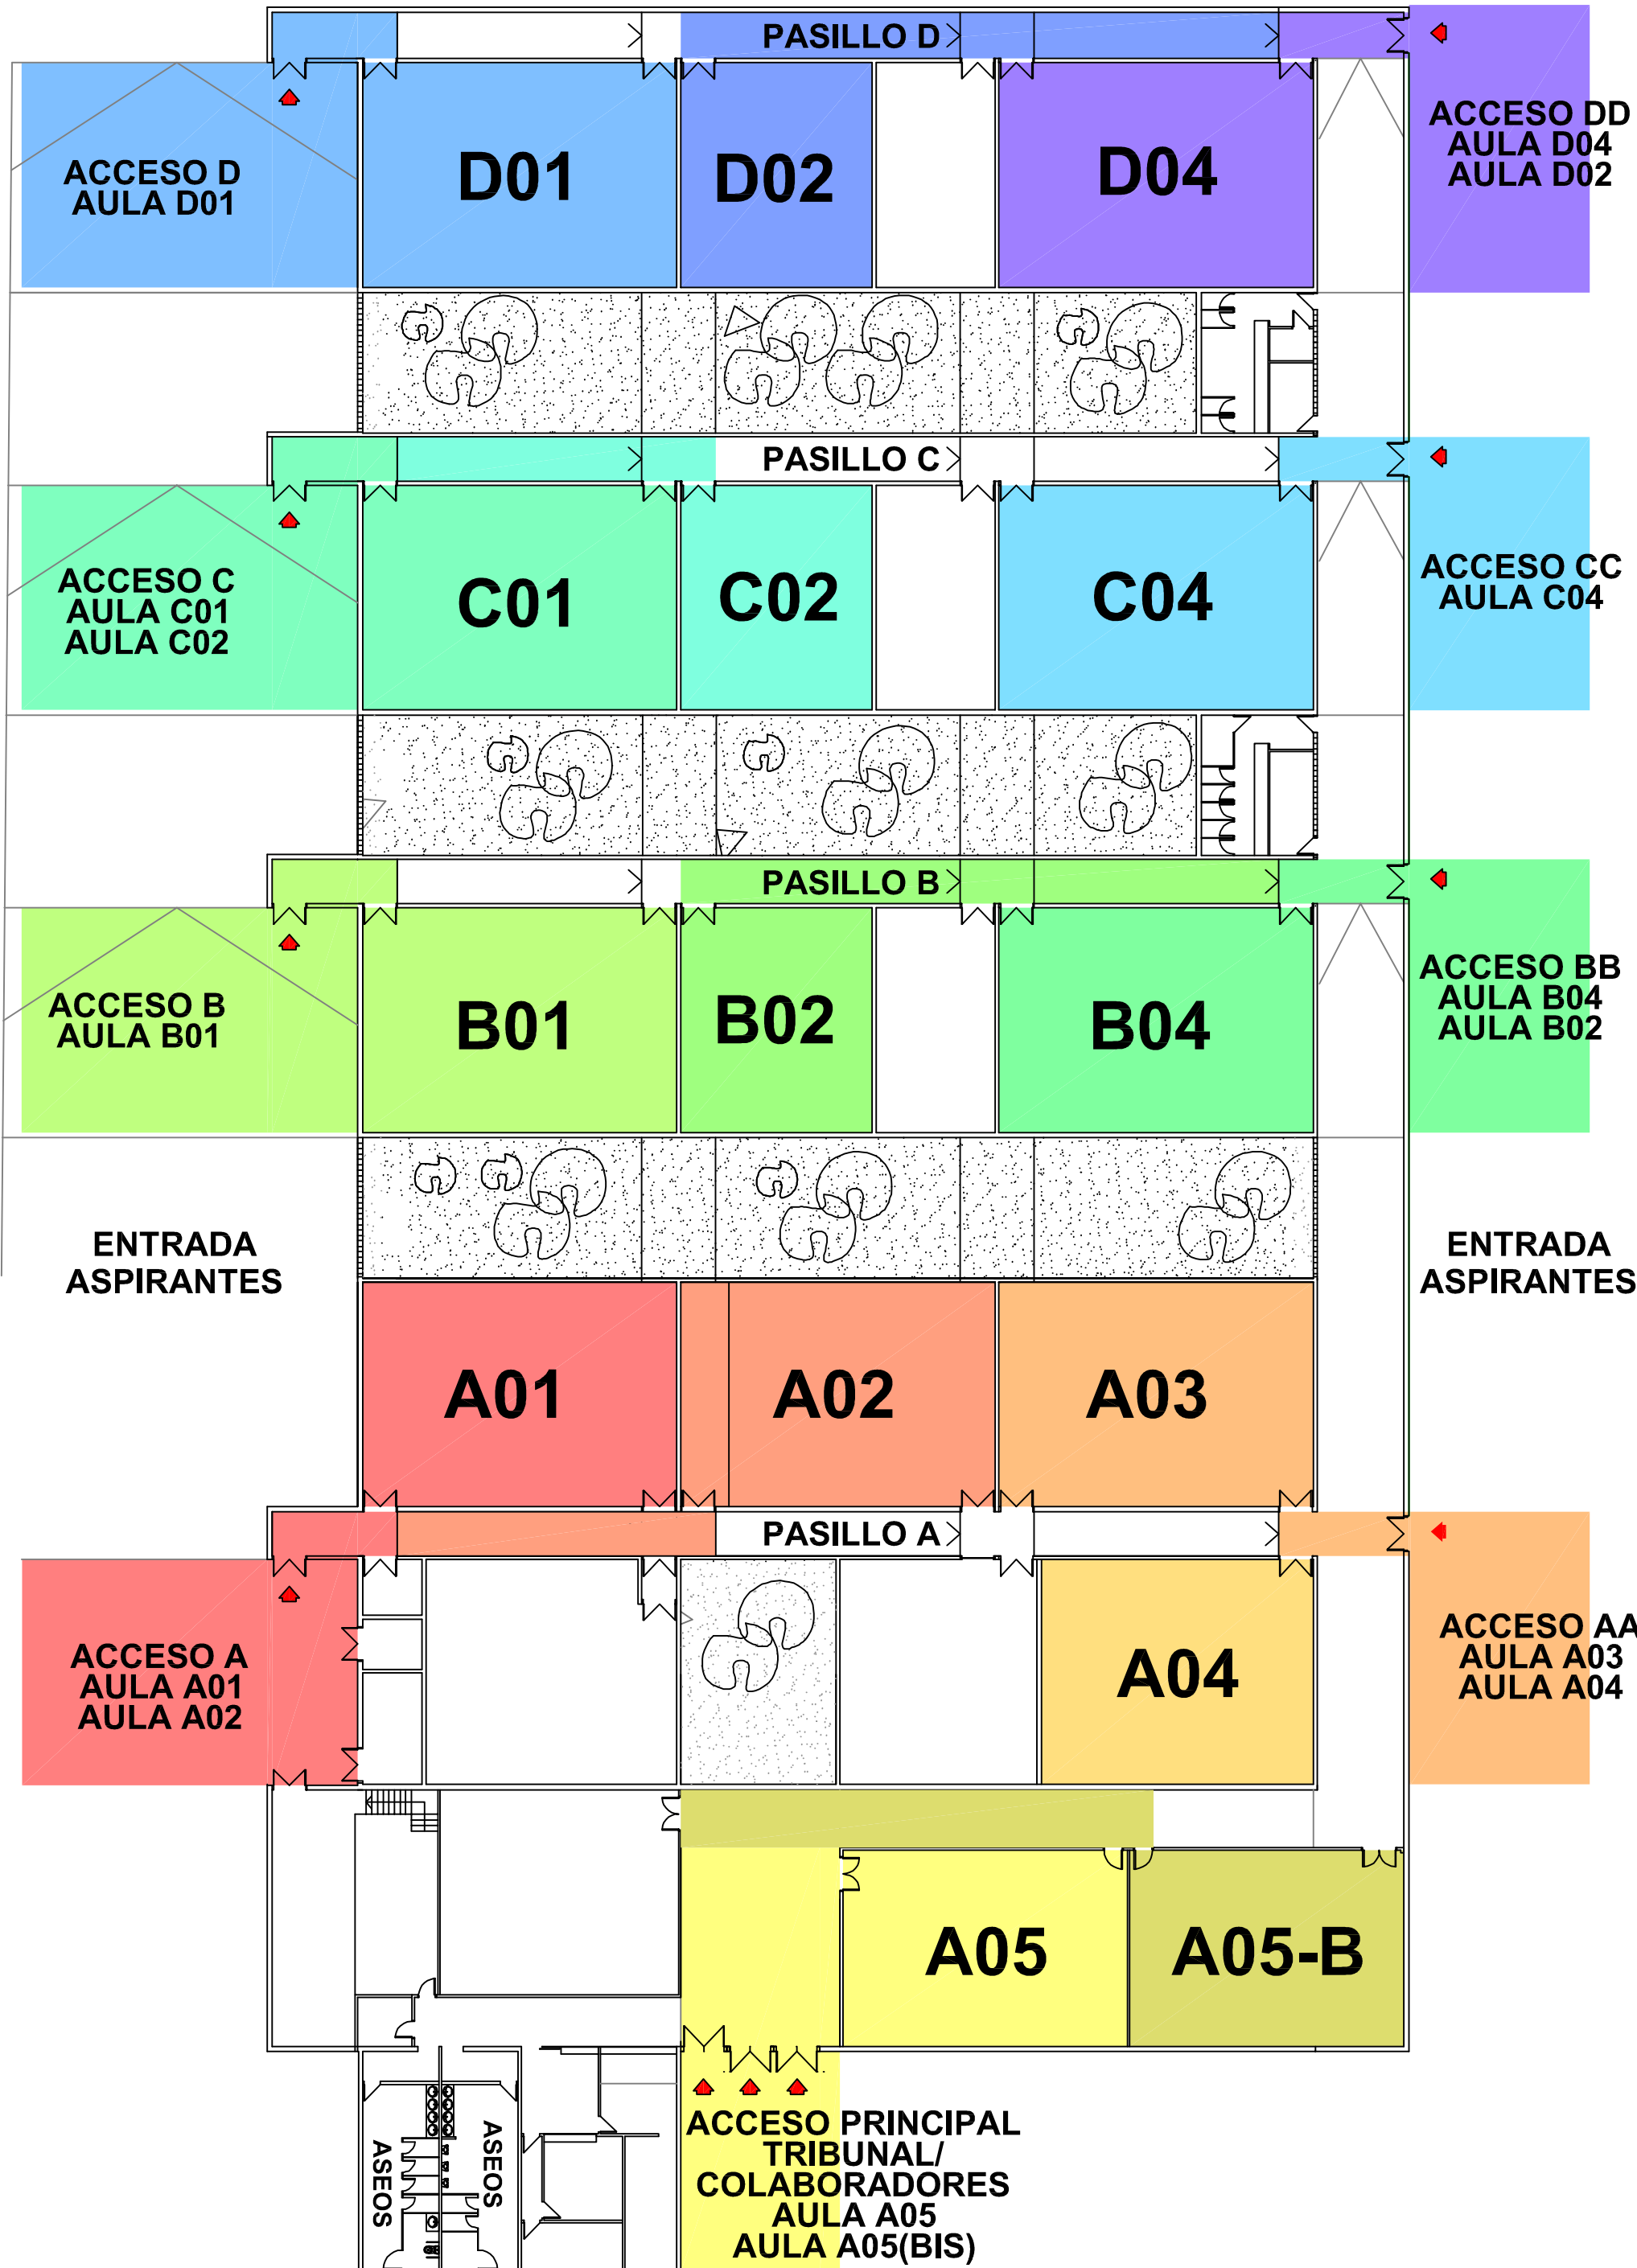 PASILLO D
ACCESO D
AULA D01
D01
D02
D04
ACCESO DD
AULA D04
AULA D02
PASILLO C
ACCESO C
AULA C01
AULA C02
C01
C02
C04
ACCESO CC
AULA C04
PASILLO B
ACCESO B
AULA B01
B01
B02
B04
ACCESO BB
AULA B04
AULA B02
ENTRADA
ASPIRANTES
ENTRADA
ASPIRANTES
A01
A02
A03
PASILLO A
ACCESO A
AULA A01
AULA A02
A04
ACCESO AA
AULA A03
AULA A04
A05
A05-B
ACCESO PRINCIPAL
TRIBUNAL/
COLABORADORES
AULA A05
AULA A05(BIS)
ASEOS
ASEOS